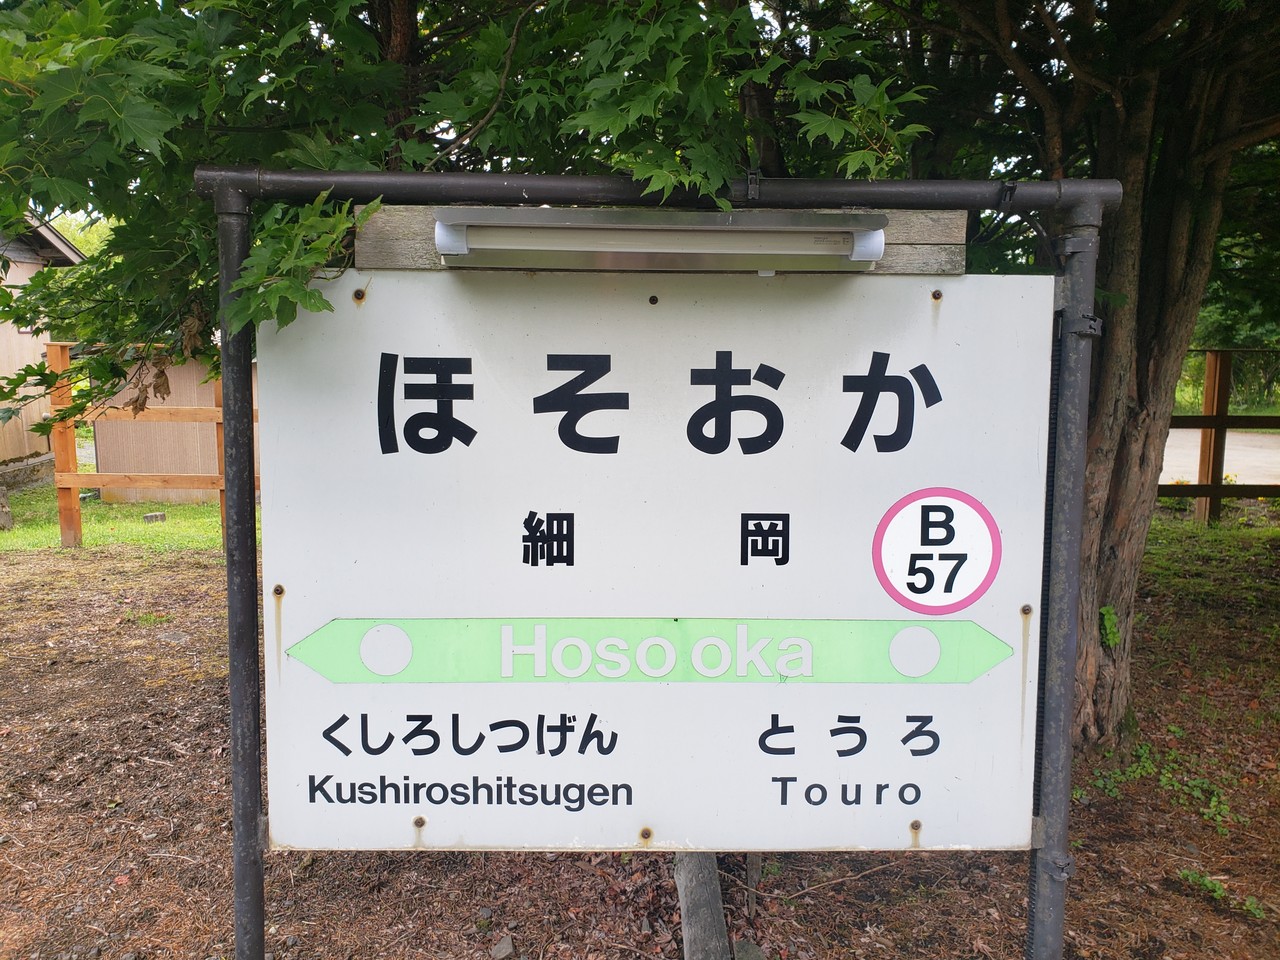 ほそおか
細岡
B
57
Hosooka
くしろしつげん とうろ
Kushiroshitsugen Touro